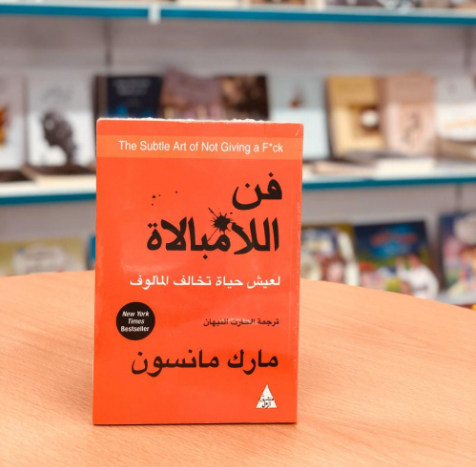 The Subtle Art of Not Giving a F*ck
فن
اللامبالاة
لعيش حياة تخالف المألوف
New York
Times
Bestseller
ترجمة الحارث النبهان
مارك مانسون